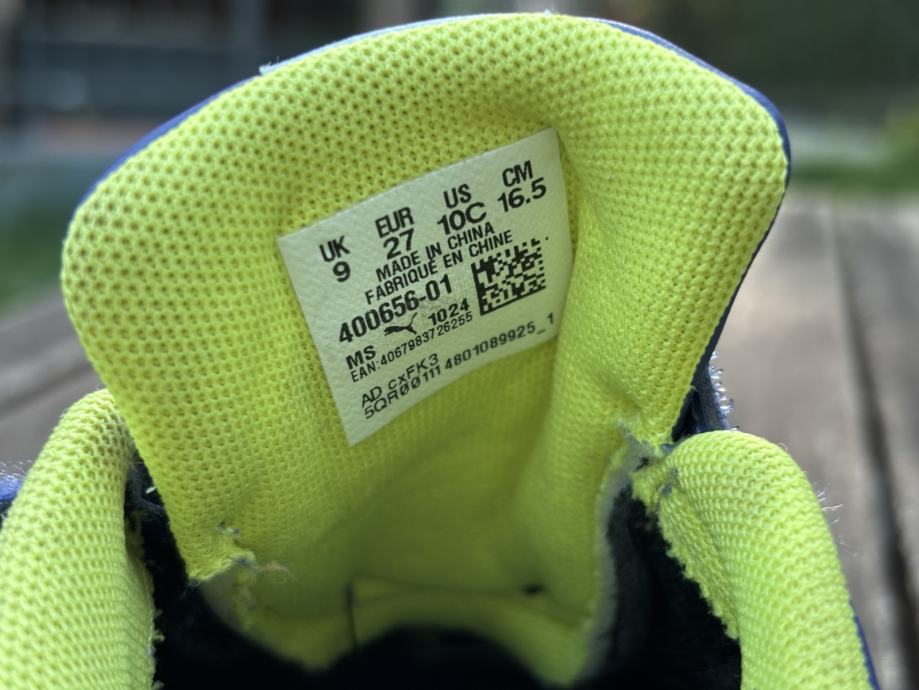 UK EUR US CM
9 27 10C 16.5
MADE IN CHINA
FABRIQUÉ EN CHINE
400656-01
MS 1024
EAN:4067983726255
AD cxFK3
5QR00111 4801089925_1